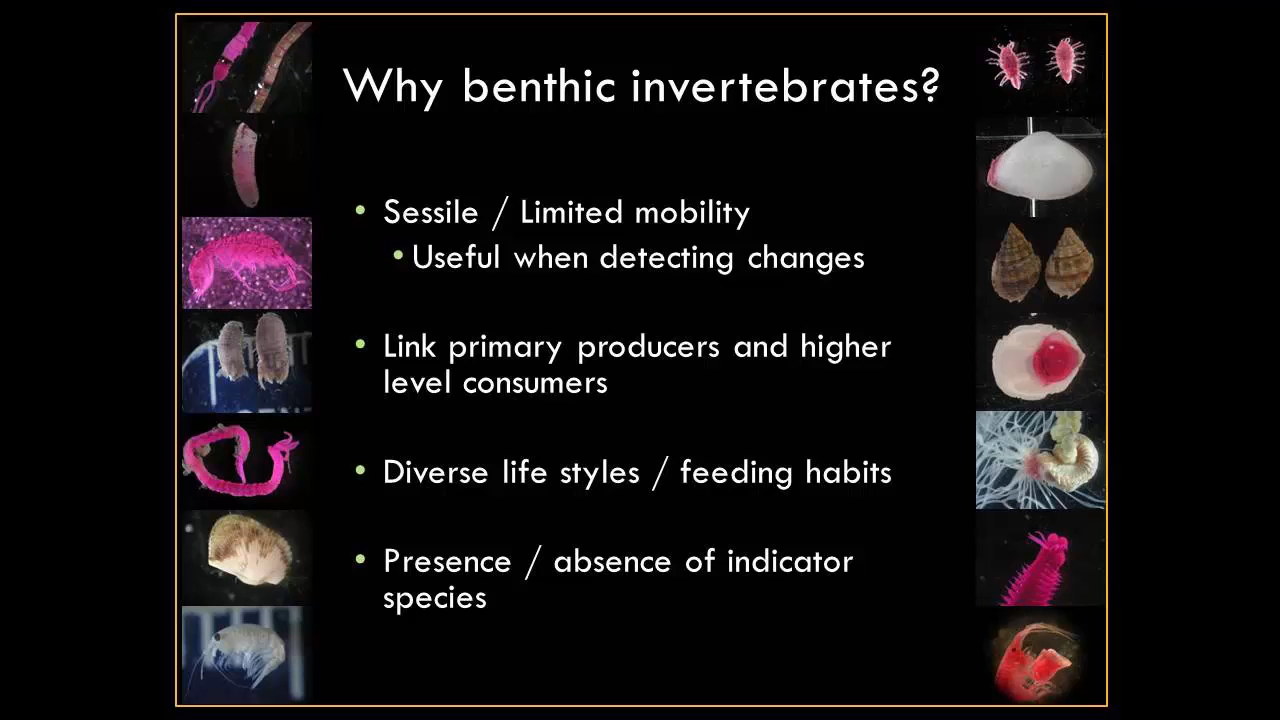 Why benthic invertebrates?
• Sessile / Limited mobility
• Useful when detecting changes
• Link primary producers and higher
level consumers
• Diverse life styles / feeding habits
• Presence / absence of indicator
species